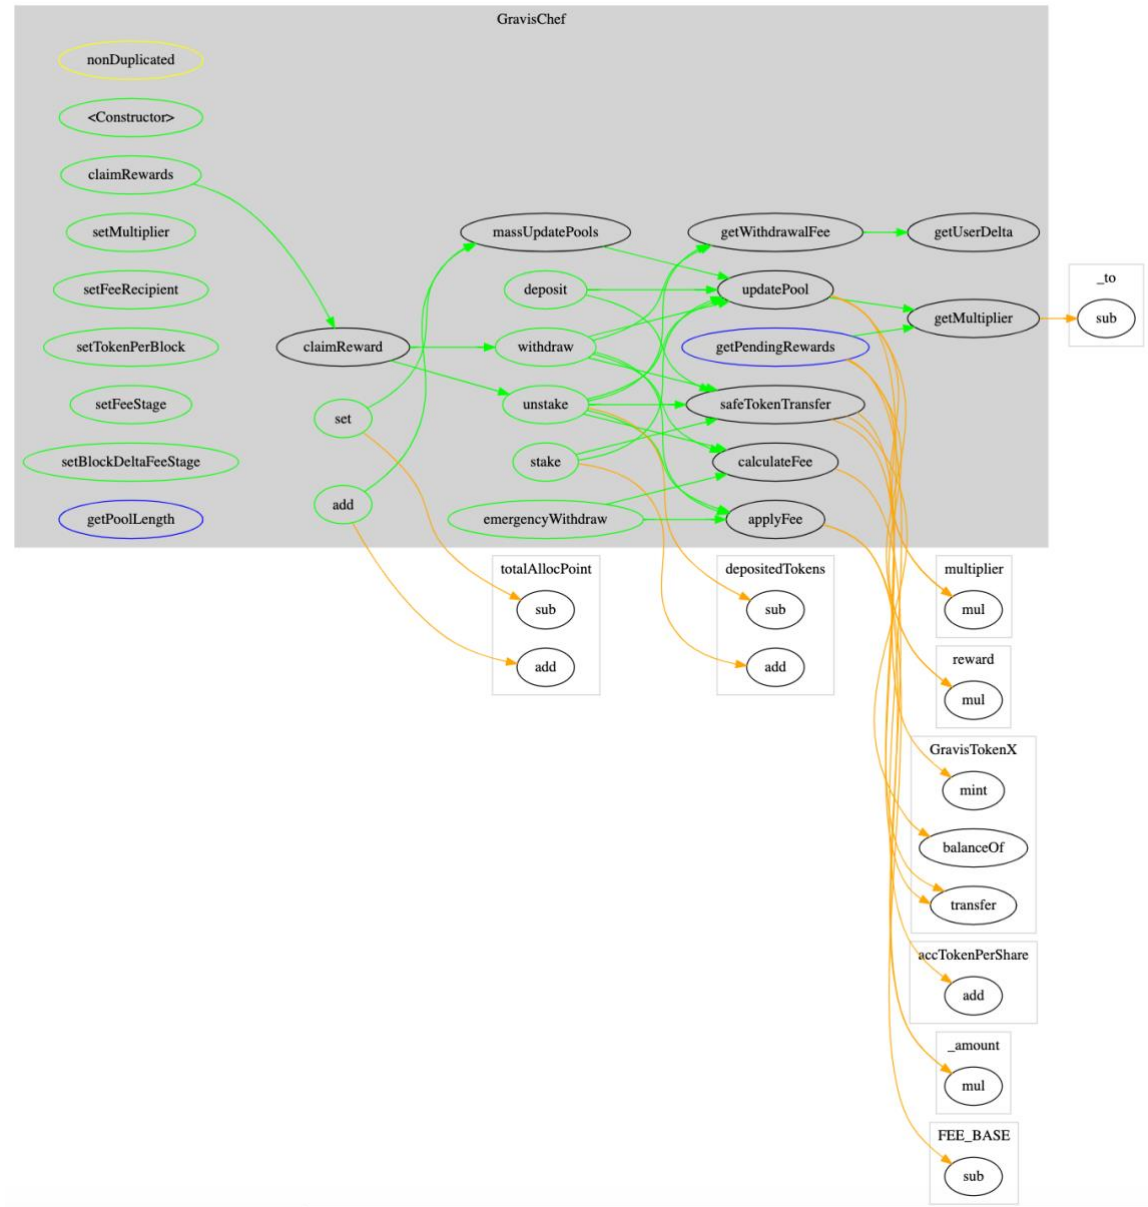 GravisChef
nonDuplicated
<Constructor>
claimRewards
setMultiplier
setFeeRecipient
setTokenPerBlock
setFeeStage
setBlockDeltaFeeStage
getPoolLength
claimReward
set
add
massUpdatePools
deposit
withdraw
unstake
stake
emergencyWithdraw
getWithdrawalFee
updatePool
getPendingRewards
safeTokenTransfer
calculateFee
applyFee
getUserDelta
getMultiplier
_to
sub
totalAllocPoint
sub
add
depositedTokens
sub
add
multiplier
mul
reward
mul
GravisTokenX
mint
balanceOf
transfer
accTokenPerShare
add
_amount
mul
FEE_BASE
sub